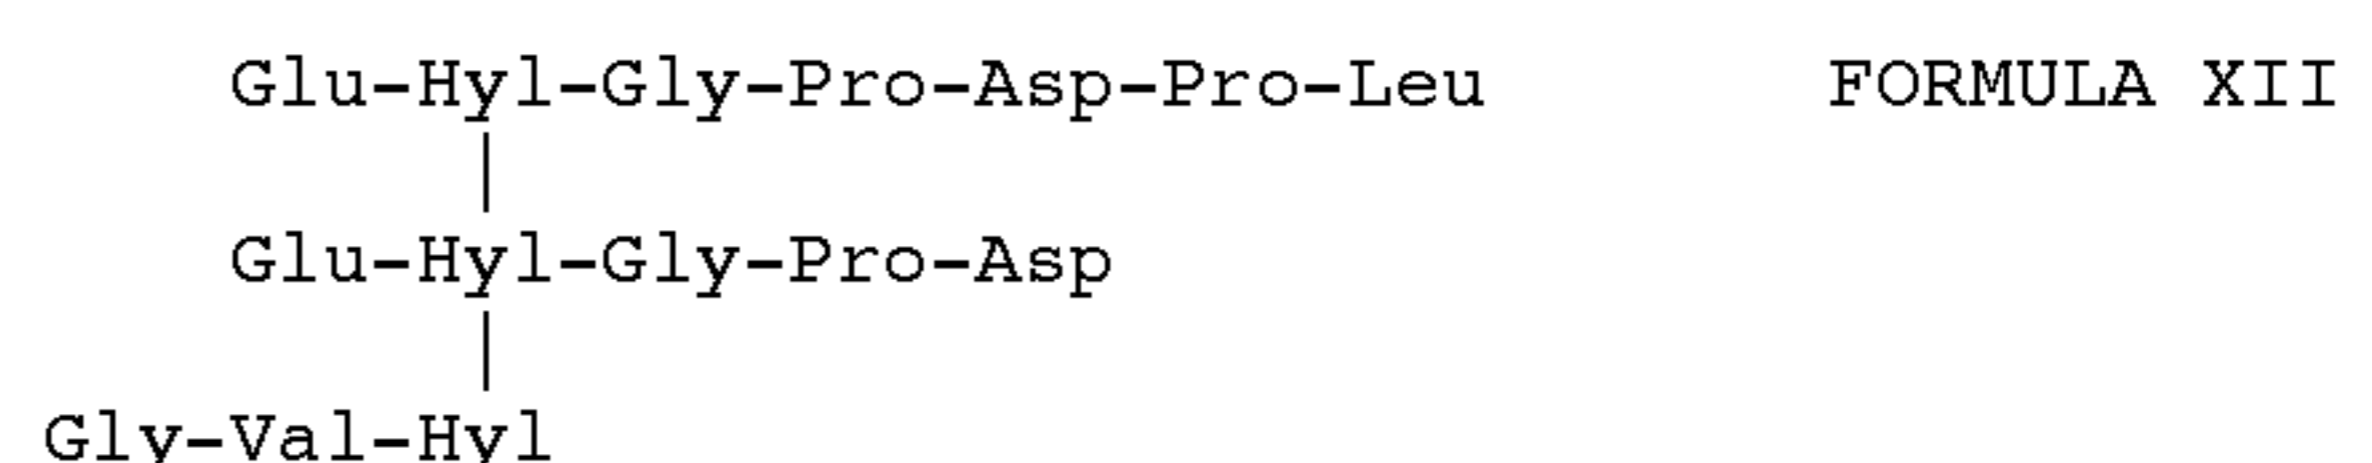 Glu-Hyl-Gly-Pro-Asp-Pro-Leu FORMULA XII
|
Glu-Hyl-Gly-Pro-Asp
|
Gly-Val-Hyl